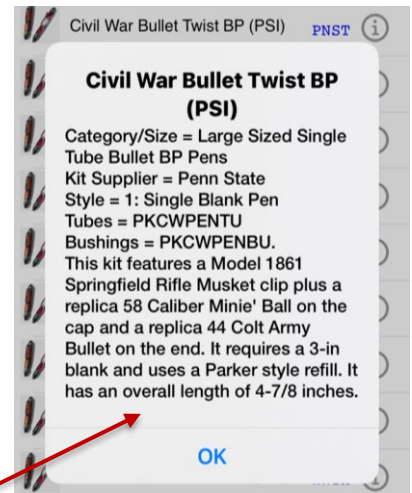 Civil War Bullet Twist BP (PSI) PNST
Civil War Bullet Twist BP
(PSI)
Category/Size = Large Sized Single
Tube Bullet BP Pens
Kit Supplier = Penn State
Style = 1: Single Blank Pen
Tubes = PKCWPENTU
Bushings = PKCWPENBU.
This kit features a Model 1861
Springfield Rifle Musket clip plus a
replica 58 Caliber Minie' Ball on the
cap and a replica 44 Colt Army
Bullet on the end. It requires a 3-in
blank and uses a Parker style refill. It
has an overall length of 4-7/8 inches.
OK